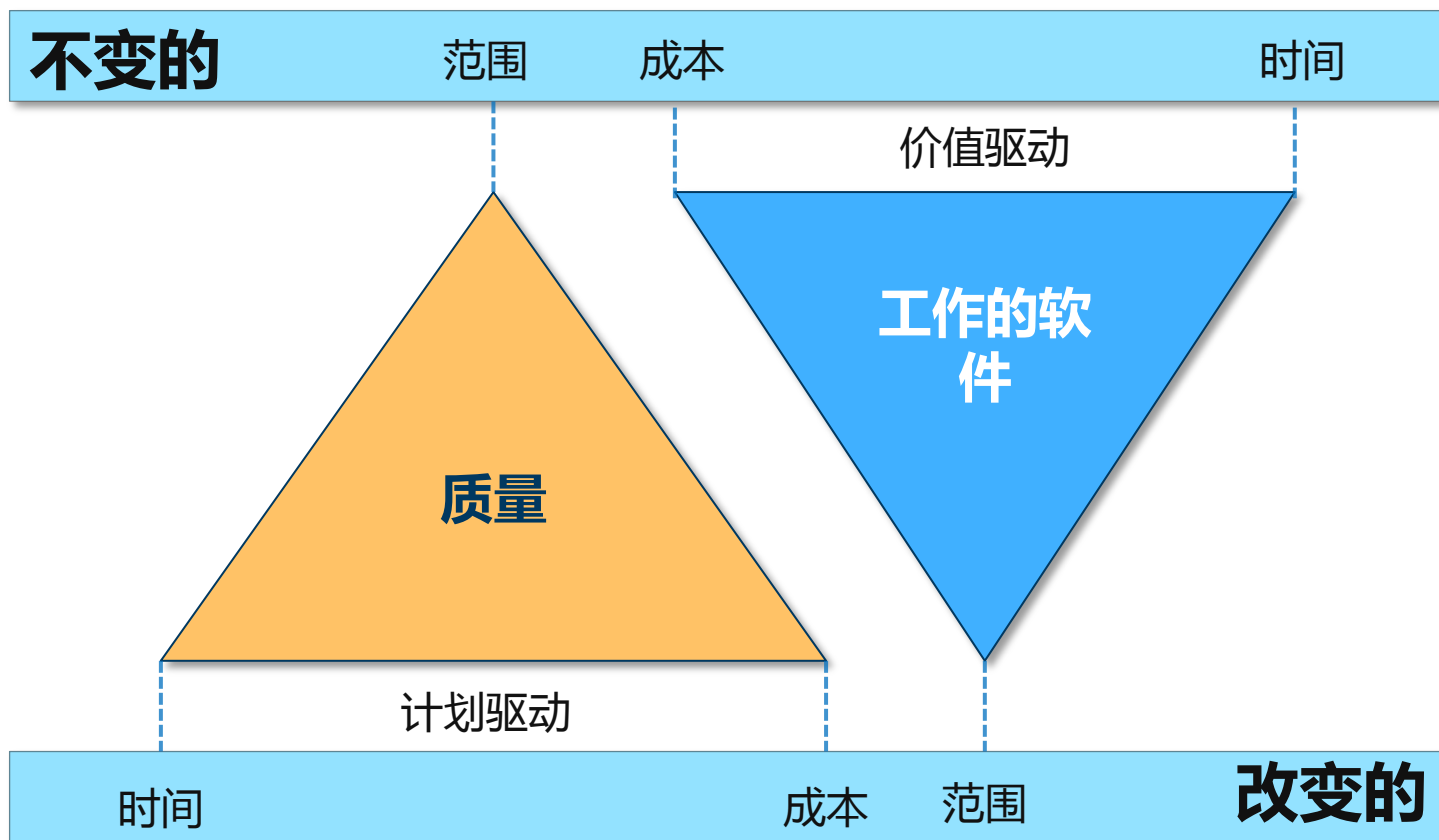 不变的
范围
成本
时间
价值驱动
工作的软
件
质量
计划驱动
时间
成本
范围
改变的